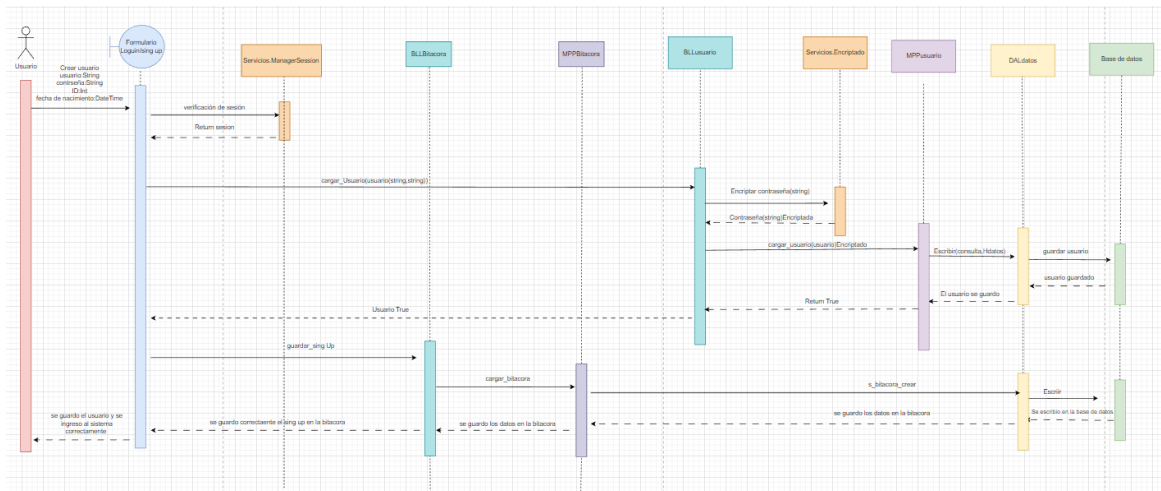 Formulario
Loguin/sing up
Usuario
Servicios.ManagerSession
BLLBitacora
MPPBitacora
BLLusuario
Servicios.Encriptado
MPPusuario
DALdatos
Base de datos
Crear usuario
usuario:String
contrseña:String
ID:Int
fecha de nacimiento:DateTime
verificación de sesión
Return sesion
cargar_Usuario(usuario(string,string))
Encriptar contraseña(string)
Contraseña(string)Encriptada
cargar_usuario(usuario)Encriptado
Escribir(consulta,Hdatos)
guardar usuario
usuario guardado
El usuario se guardo
Return True
Usuario True
guardar_sing Up
cargar_bitacora
s_bitacora_crear
Escrir
Se escribio en la base de datos
se guardo los datos en la bitacora
se guardo los datos en la bitacora
se guardo correctaente el sing up en la bitacora
se guardo el usuario y se
ingreso al sistema
correctamente